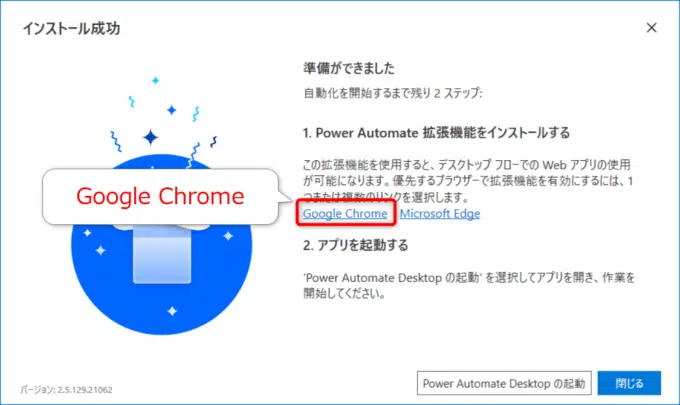 インストール成功
準備ができました
自動化を開始するまで残り 2 ステップ:
1. Power Automate 拡張機能をインストールする
この拡張機能を使用すると、デスクトップ フローでの Web アプリの使用
が可能になります。優先するブラウザーで拡張機能を有効にするには、1
つまたは複数のリンクを選択します。
Google Chrome
Google Chrome Microsoft Edge
2. アプリを起動する
'Power Automate Desktop の起動' を選択してアプリを開き、作業を
開始してください。
バージョン: 2.5.129.21062
Power Automate Desktop の起動 閉じる